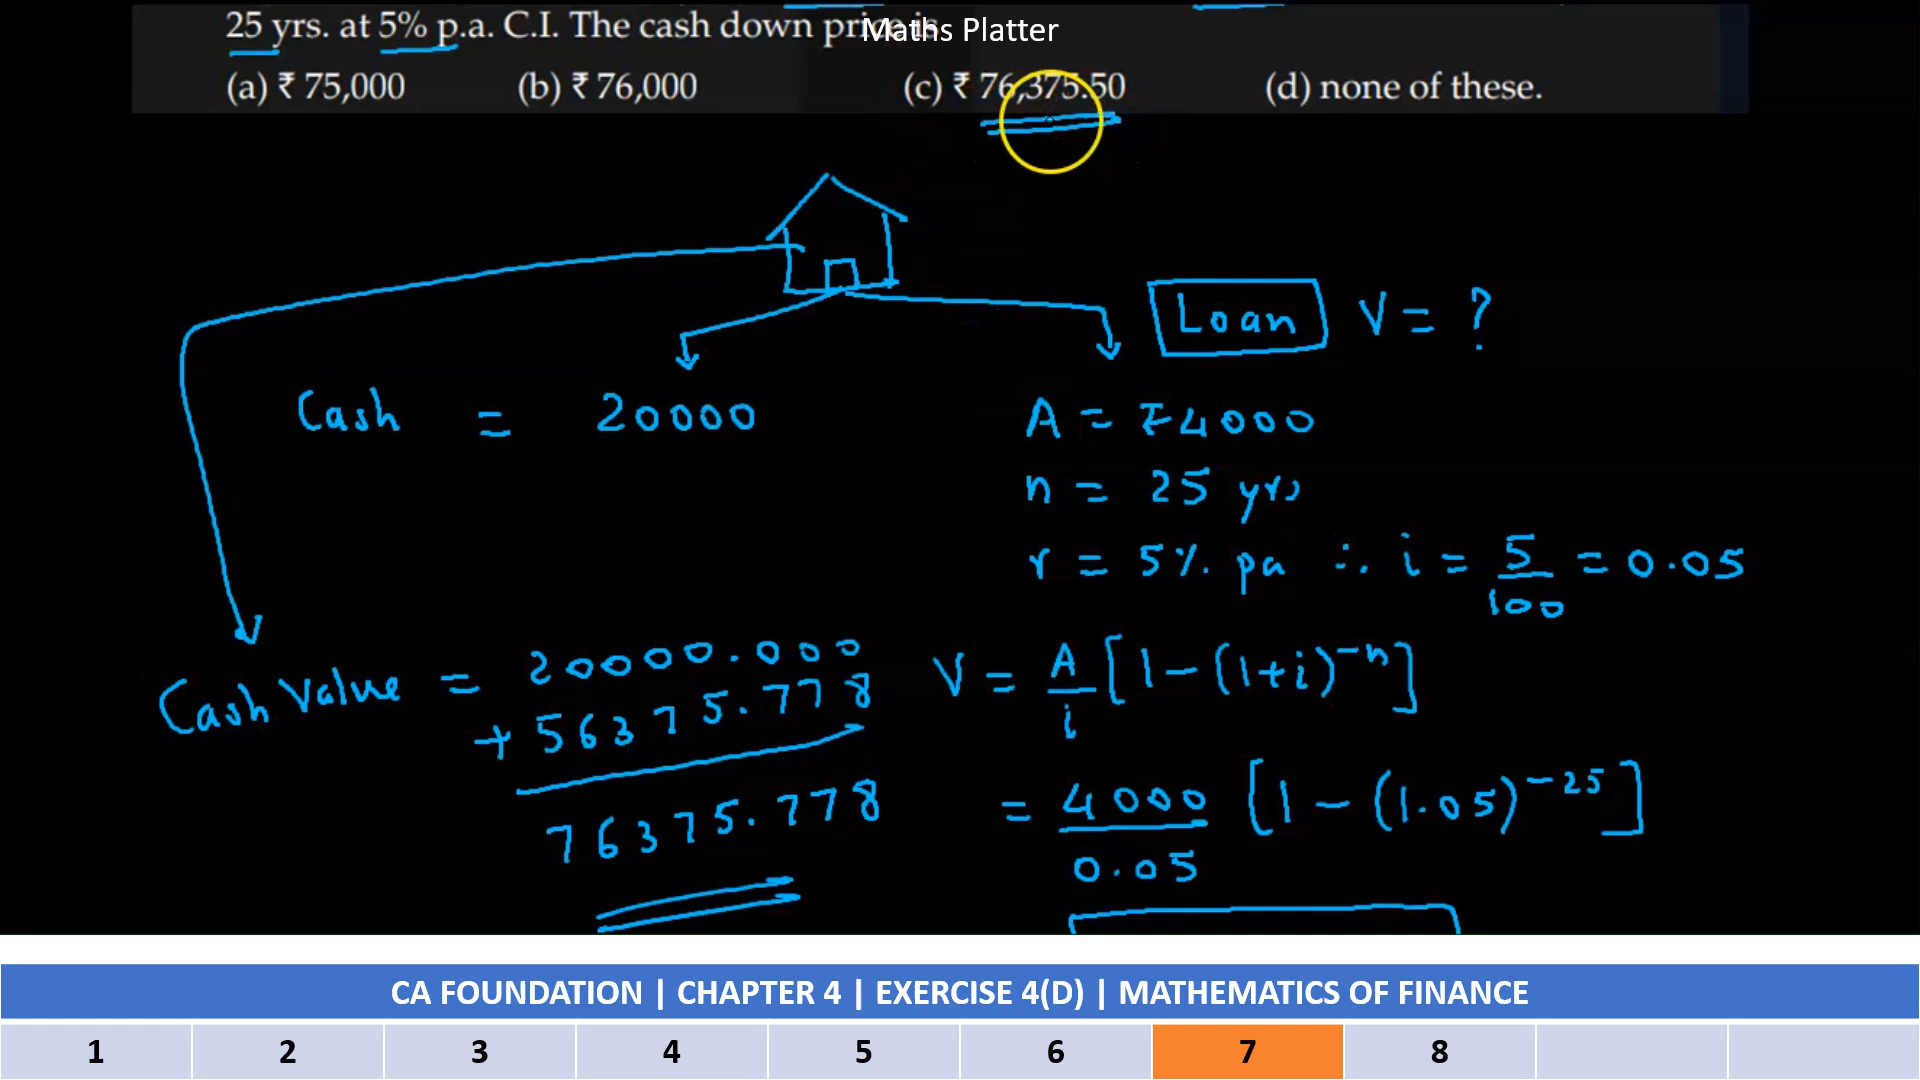 25 yrs. at 5% p.a. C.I. The cash down price is
Maths Platter
(a) ₹ 75,000 (b) ₹ 76,000 (c) ₹ 76,375.50 (d) none of these.
Loan V = ?
Cash = 20000
A = ₹4000
n = 25 yrs
r = 5% pa ∴ i = 5/100 = 0.05
Cash Value = 20000.000
+ 56375.778
76375.778
V = A/i [1-(1+i)^-n]
= 4000/0.05 [1-(1.05)^-25]
CA FOUNDATION | CHAPTER 4 | EXERCISE 4(D) | MATHEMATICS OF FINANCE
1 2 3 4 5 6 7 8